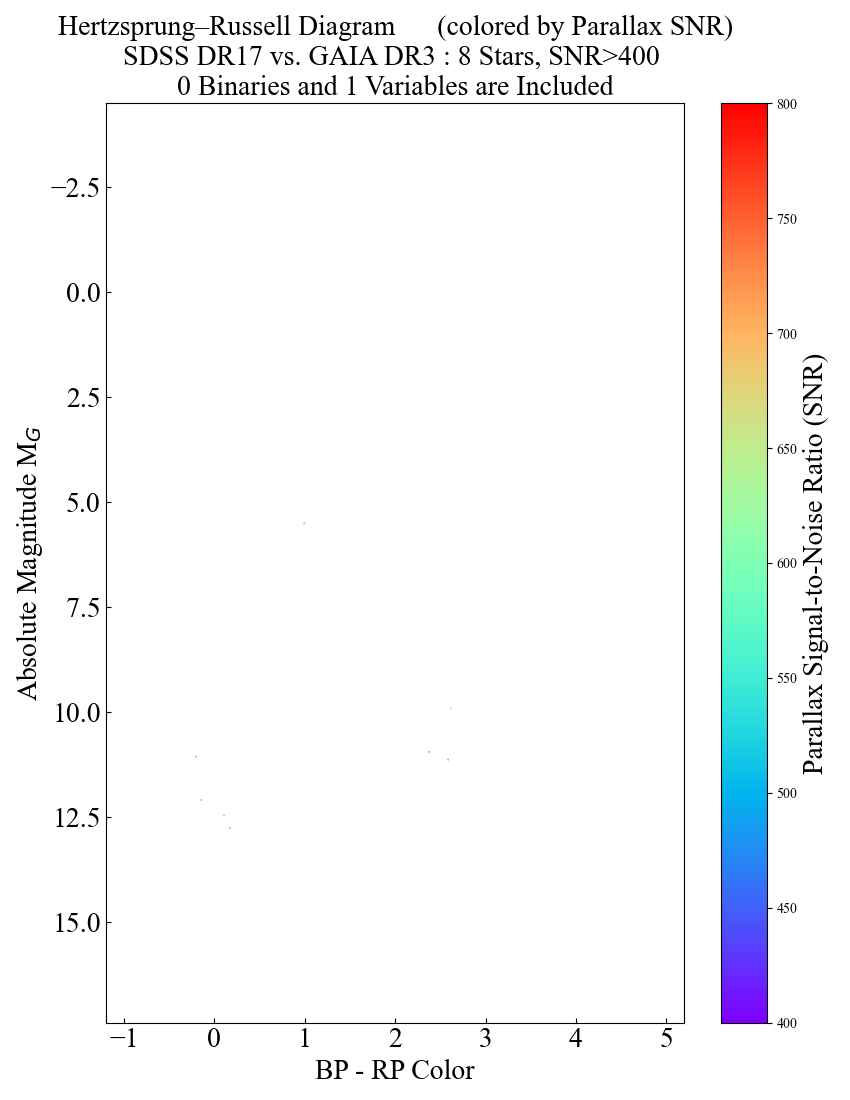 Hertzsprung–Russell Diagram (colored by Parallax SNR)
SDSS DR17 vs. GAIA DR3 : 8 Stars, SNR>400
0 Binaries and 1 Variables are Included
−2.5
0.0
2.5
5.0
7.5
10.0
12.5
15.0
Absolute Magnitude M_G
−1 0 1 2 3 4 5
BP - RP Color
800
750
700
650
600
550
500
450
400
Parallax Signal-to-Noise Ratio (SNR)